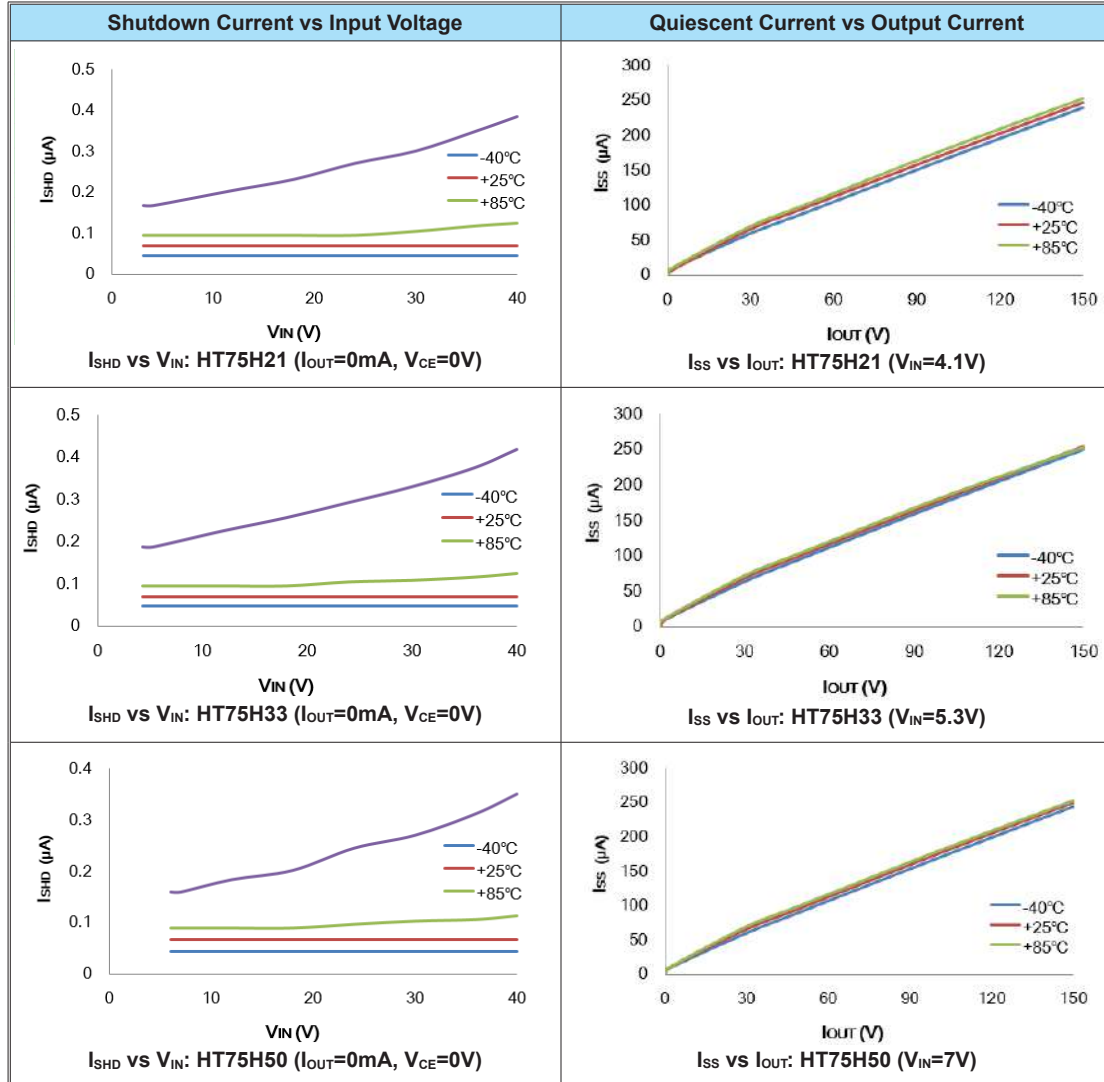 Shutdown Current vs Input Voltage
Quiescent Current vs Output Current
0.5
0.4
0.3
0.2
0.1
0
ISHD (µA)
-40℃
+25℃
+85℃
0 10 20 30 40
VIN (V)
ISHD vs VIN: HT75H21 (IOUT=0mA, VCE=0V)
300
250
200
150
100
50
0
ISS (µA)
-40℃
+25℃
+85℃
0 30 60 90 120 150
IOUT (V)
ISS vs IOUT: HT75H21 (VIN=4.1V)
0.5
0.4
0.3
0.2
0.1
0
ISHD (µA)
-40℃
+25℃
+85℃
0 10 20 30 40
VIN (V)
ISHD vs VIN: HT75H33 (IOUT=0mA, VCE=0V)
300
250
200
150
100
50
0
ISS (µA)
-40℃
+25℃
+85℃
0 30 60 90 120 150
IOUT (V)
ISS vs IOUT: HT75H33 (VIN=5.3V)
0.4
0.3
0.2
0.1
0
ISHD (µA)
-40℃
+25℃
+85℃
0 10 20 30 40
VIN (V)
ISHD vs VIN: HT75H50 (IOUT=0mA, VCE=0V)
300
250
200
150
100
50
0
ISS (µA)
-40℃
+25℃
+85℃
0 30 60 90 120 150
IOUT (V)
ISS vs IOUT: HT75H50 (VIN=7V)